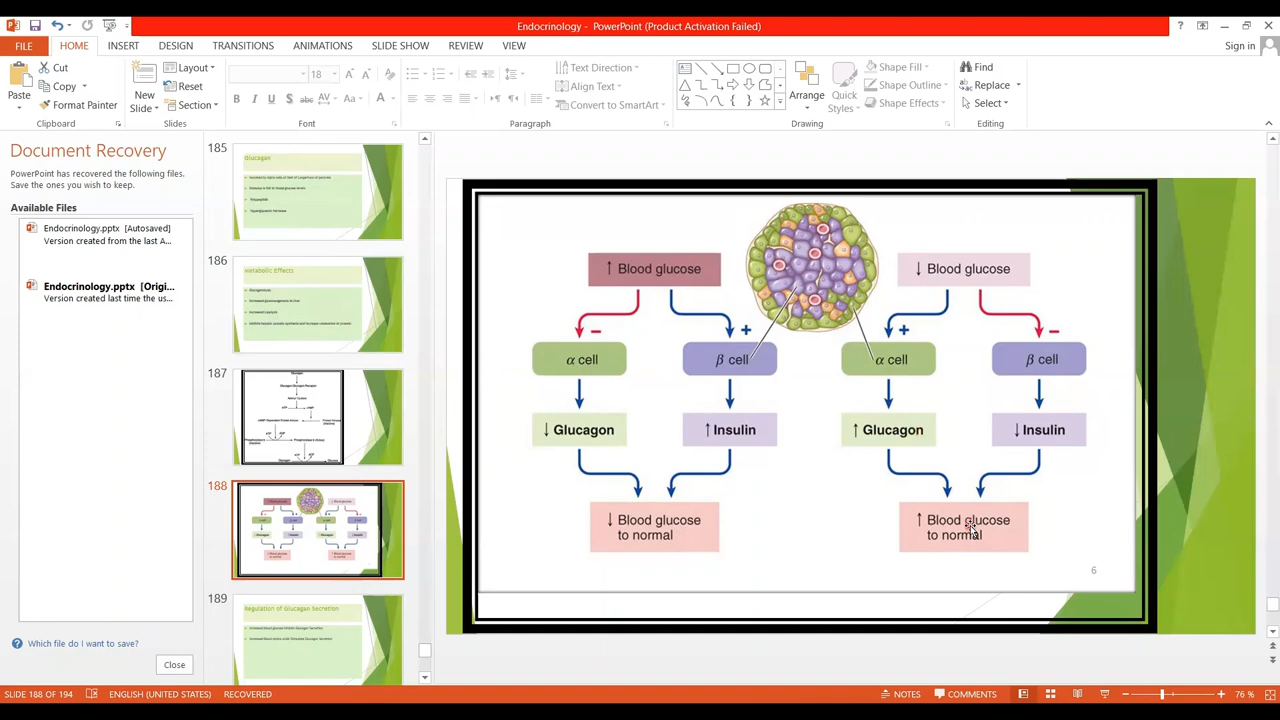 Endocrinology - PowerPoint (Product Activation Failed)
FILE HOME INSERT DESIGN TRANSITIONS ANIMATIONS SLIDE SHOW REVIEW VIEW Sign in
Paste
Cut
Copy
Format Painter
Clipboard
New
Slide
Layout
Reset
Section
Slides
18
Font
Text Direction
Align Text
Convert to SmartArt
Paragraph
Arrange
Quick
Styles
Shape Fill
Shape Outline
Shape Effects
Drawing
Find
Replace
Select
Editing
Document Recovery
PowerPoint has recovered the following files.
Save the ones you wish to keep.
Available Files
Endocrinology.pptx [Autosaved]
Version created from the last A...
Endocrinology.pptx [Origi...
Version created last time the us...
Which file do I want to save?
Close
185
Glucagan
186
Metabolic Effects
187
188
189
Regulation of Glucagan Secretion
↑ Blood glucose
↓ Blood glucose
− + + −
α cell β cell α cell β cell
↓ Glucagon ↑ Insulin ↑ Glucagon ↓ Insulin
↓ Blood glucose
to normal
↑ Blood glucose
to normal
6
SLIDE 188 OF 194 ENGLISH (UNITED STATES) RECOVERED NOTES COMMENTS 76 %